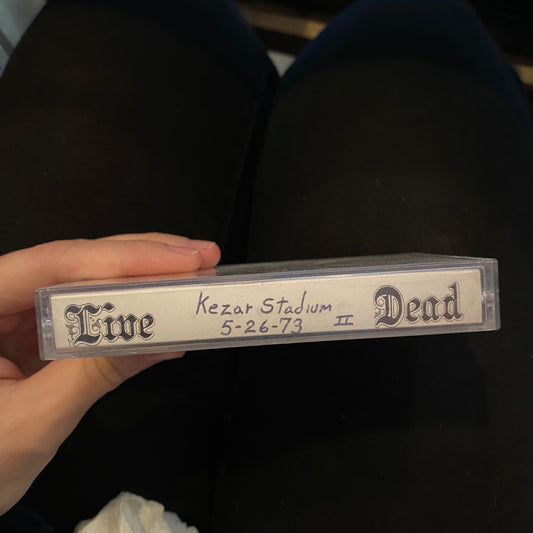 Live
Kezar Stadium
5-26-73 II
Dead